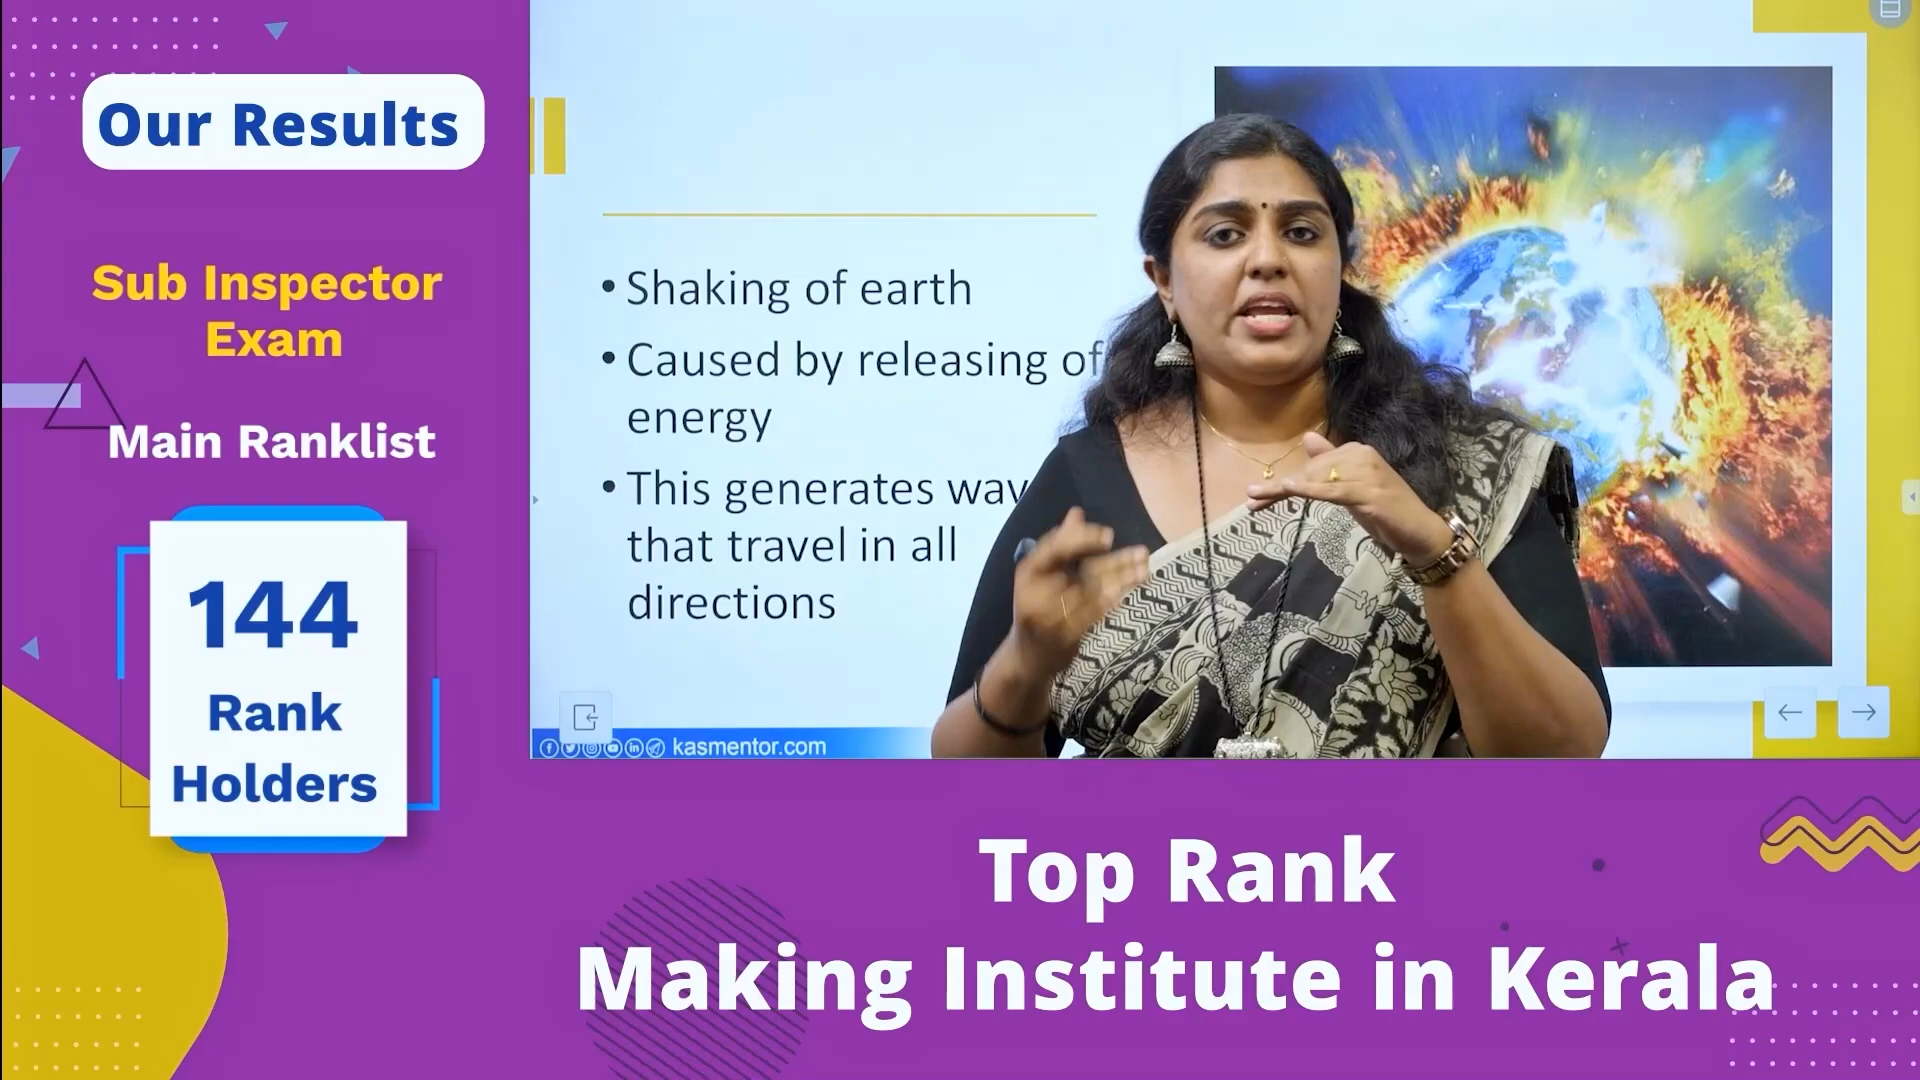 Our Results
Sub Inspector
Exam
Main Ranklist
144
Rank
Holders
• Shaking of earth
• Caused by releasing of
energy
• This generates wav
that travel in all
directions
kasmentor.com
Top Rank
Making Institute in Kerala